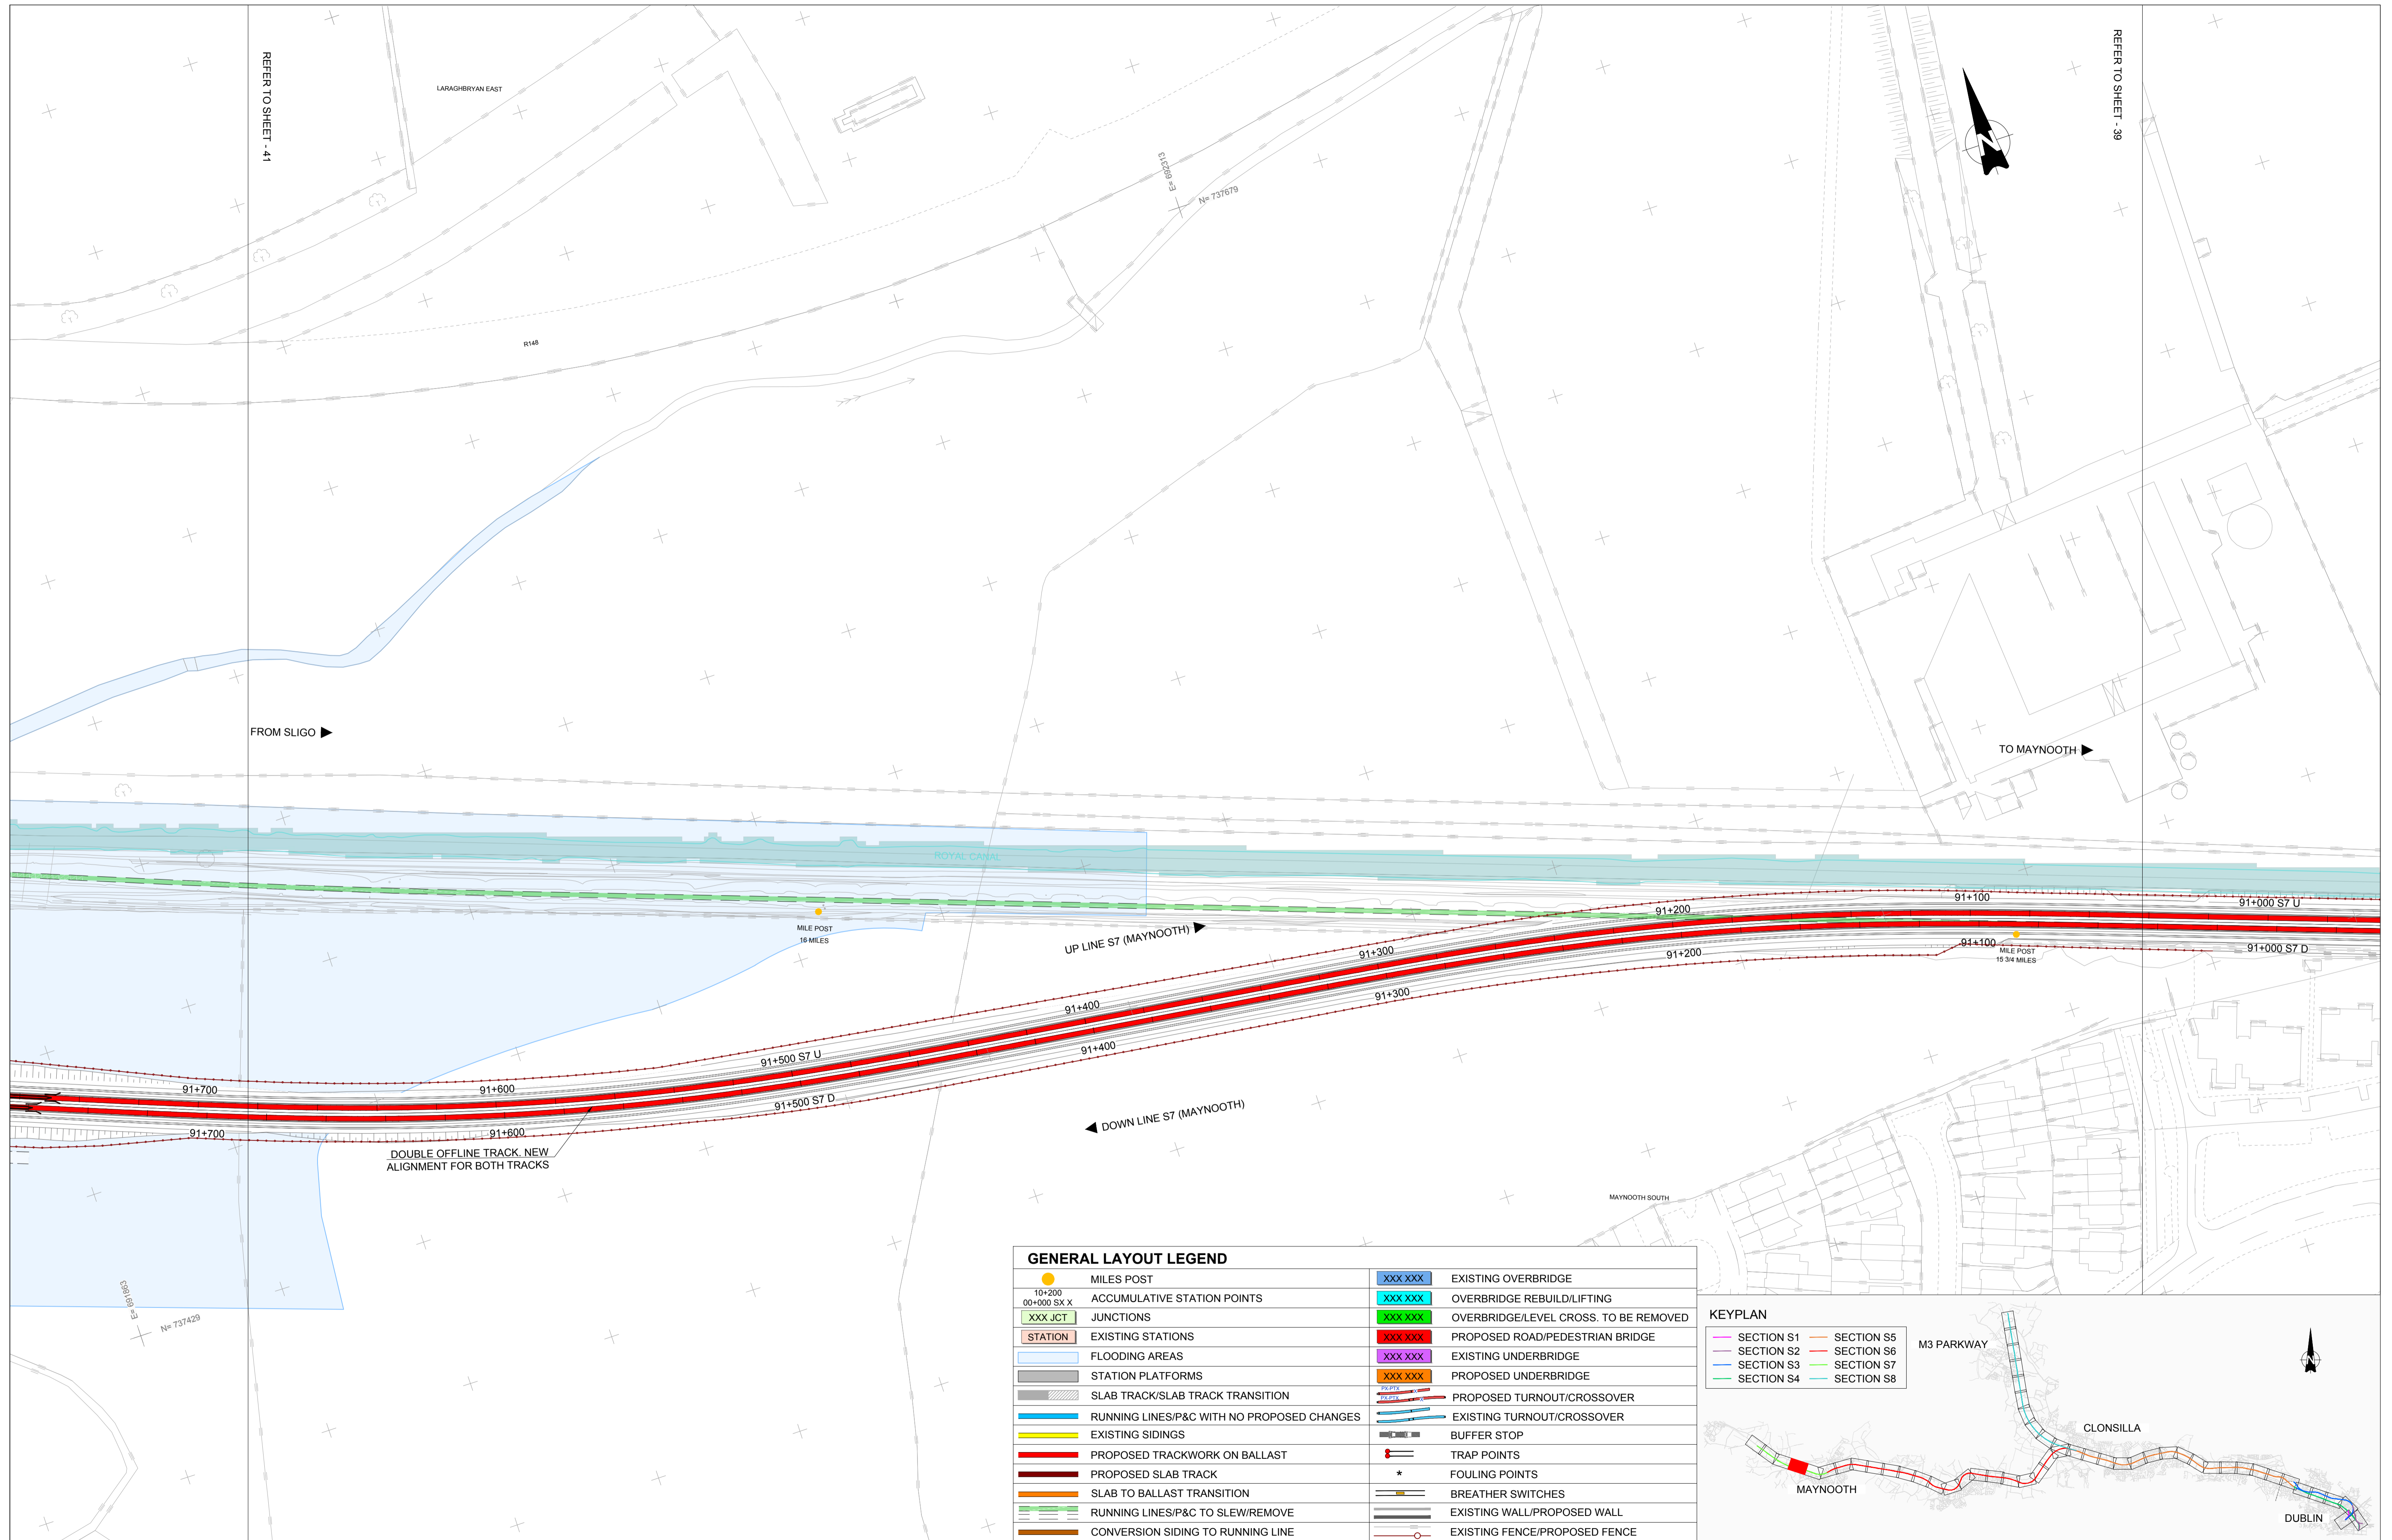 REFER TO SHEET - 41
LARAGHBRYAN EAST
REFER TO SHEET - 39
E= 692313
N= 737679
R148
FROM SLIGO
TO MAYNOOTH
ROYAL CANAL
MILE POST
16 MILES
UP LINE S7 (MAYNOOTH)
91+000 S7 U
91+100
91+200
91+300
91+400
91+500 S7 U
91+600
91+700
91+000 S7 D
91+100
MILE POST
15 3/4 MILES
91+200
91+300
91+400
91+500 S7 D
91+600
91+700
DOWN LINE S7 (MAYNOOTH)
DOUBLE OFFLINE TRACK. NEW
ALIGNMENT FOR BOTH TRACKS
MAYNOOTH SOUTH
E= 691863
N= 737429
GENERAL LAYOUT LEGEND
MILES POST
10+200
00+000 SX X
ACCUMULATIVE STATION POINTS
XXX JCT
JUNCTIONS
STATION
EXISTING STATIONS
FLOODING AREAS
STATION PLATFORMS
SLAB TRACK/SLAB TRACK TRANSITION
RUNNING LINES/P&C WITH NO PROPOSED CHANGES
EXISTING SIDINGS
PROPOSED TRACKWORK ON BALLAST
PROPOSED SLAB TRACK
SLAB TO BALLAST TRANSITION
RUNNING LINES/P&C TO SLEW/REMOVE
CONVERSION SIDING TO RUNNING LINE
XXX XXX
EXISTING OVERBRIDGE
XXX XXX
OVERBRIDGE REBUILD/LIFTING
XXX XXX
OVERBRIDGE/LEVEL CROSS. TO BE REMOVED
XXX XXX
PROPOSED ROAD/PEDESTRIAN BRIDGE
XXX XXX
EXISTING UNDERBRIDGE
XXX XXX
PROPOSED UNDERBRIDGE
PX-PTX
PX-PTX
PROPOSED TURNOUT/CROSSOVER
EXISTING TURNOUT/CROSSOVER
BUFFER STOP
TRAP POINTS
*
FOULING POINTS
BREATHER SWITCHES
EXISTING WALL/PROPOSED WALL
EXISTING FENCE/PROPOSED FENCE
KEYPLAN
SECTION S1
SECTION S2
SECTION S3
SECTION S4
SECTION S5
SECTION S6
SECTION S7
SECTION S8
M3 PARKWAY
CLONSILLA
MAYNOOTH
DUBLIN